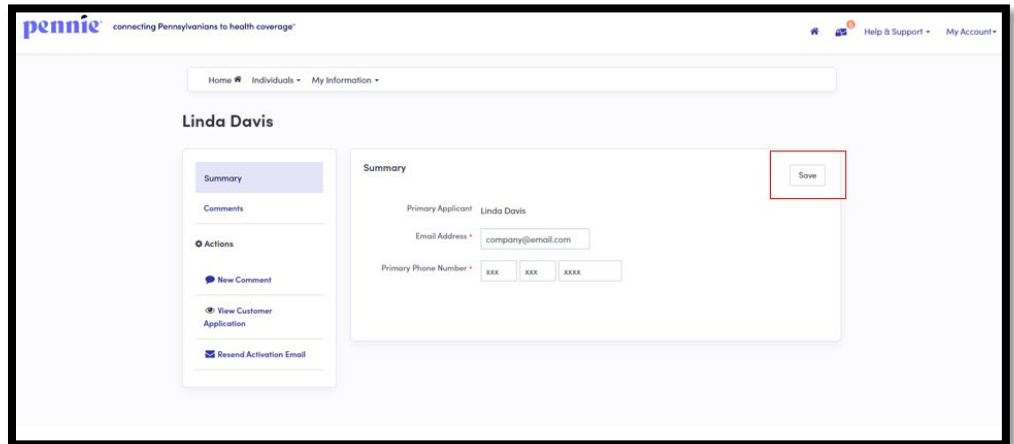 pennie connecting Pennsylvanians to health coverage
6 Help & Support My Account
Home Individuals My Information
Linda Davis
Summary
Comments
Actions
New Comment
View Customer
Application
Resend Activation Email
Summary
Save
Primary Applicant Linda Davis
Email Address * company@email.com
Primary Phone Number * xxx xxx xxxx